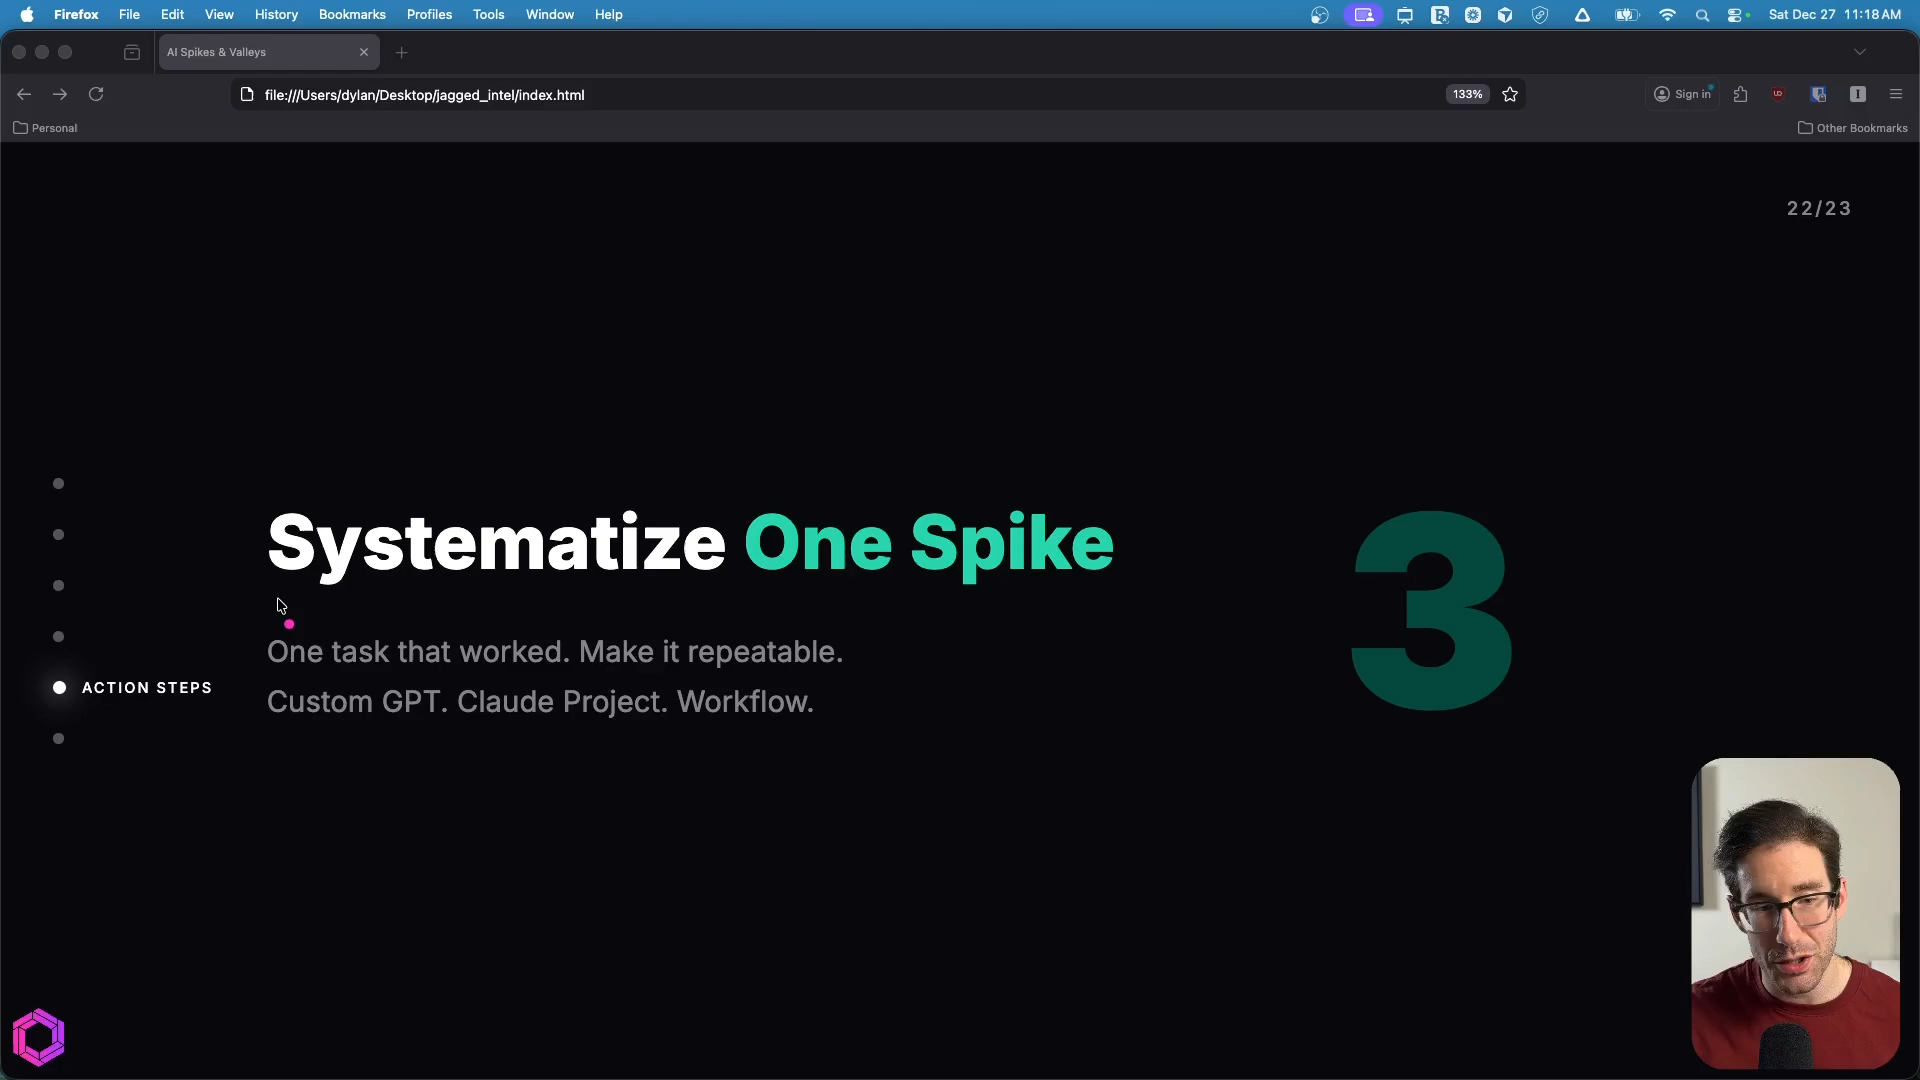 Firefox File Edit View History Bookmarks Profiles Tools Window Help Sat Dec 27 11:18 AM
AI Spikes & Valleys
file:///Users/dylan/Desktop/jagged_intel/index.html 133% Sign in
Personal Other Bookmarks
22/23
Systematize One Spike
3
One task that worked. Make it repeatable.
ACTION STEPS
Custom GPT. Claude Project. Workflow.